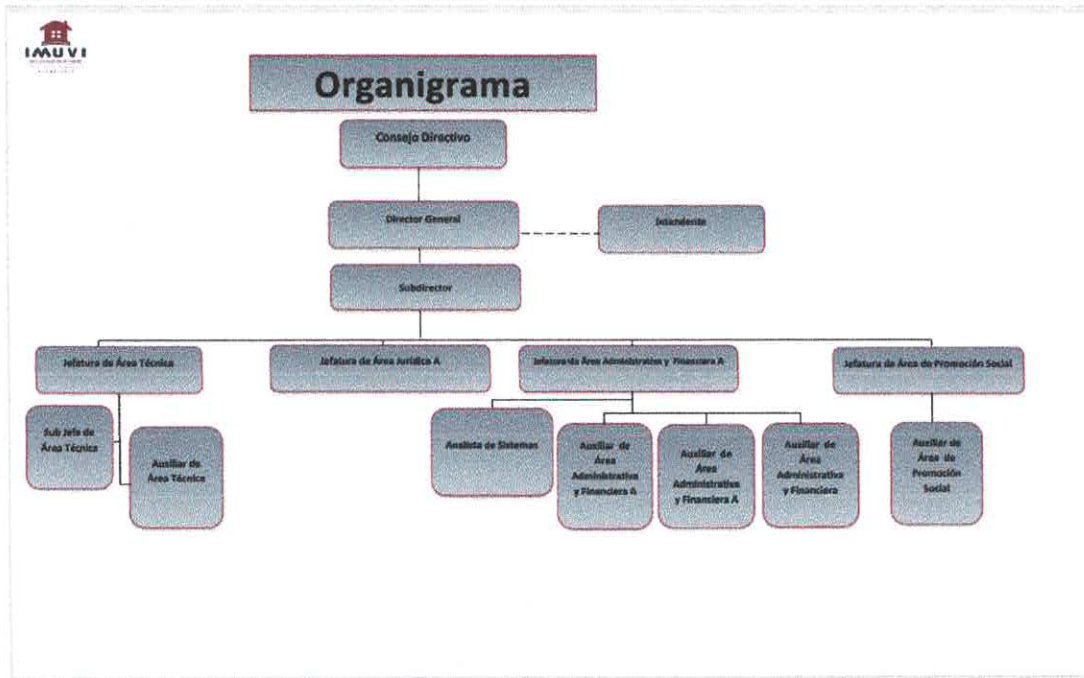 IMUVI
Organigrama
Consejo Directivo
Director General
Intendente
Subdirector
Jefatura de Área Técnica
Jefatura de Área Jurídico A
Jefatura de Área Administrativa y Financiera A
Jefatura de Área de Promoción Social
Sub Jefe de
Área Técnica
Auxiliar de
Área Técnica
Analista de Sistemas
Auxiliar de
Área
Administrativa
y Financiera A
Auxiliar de
Área
Administrativa
y Financiera A
Auxiliar de
Área
Administrativa
y Financiera
Auxiliar de
Área de
Promoción
Social